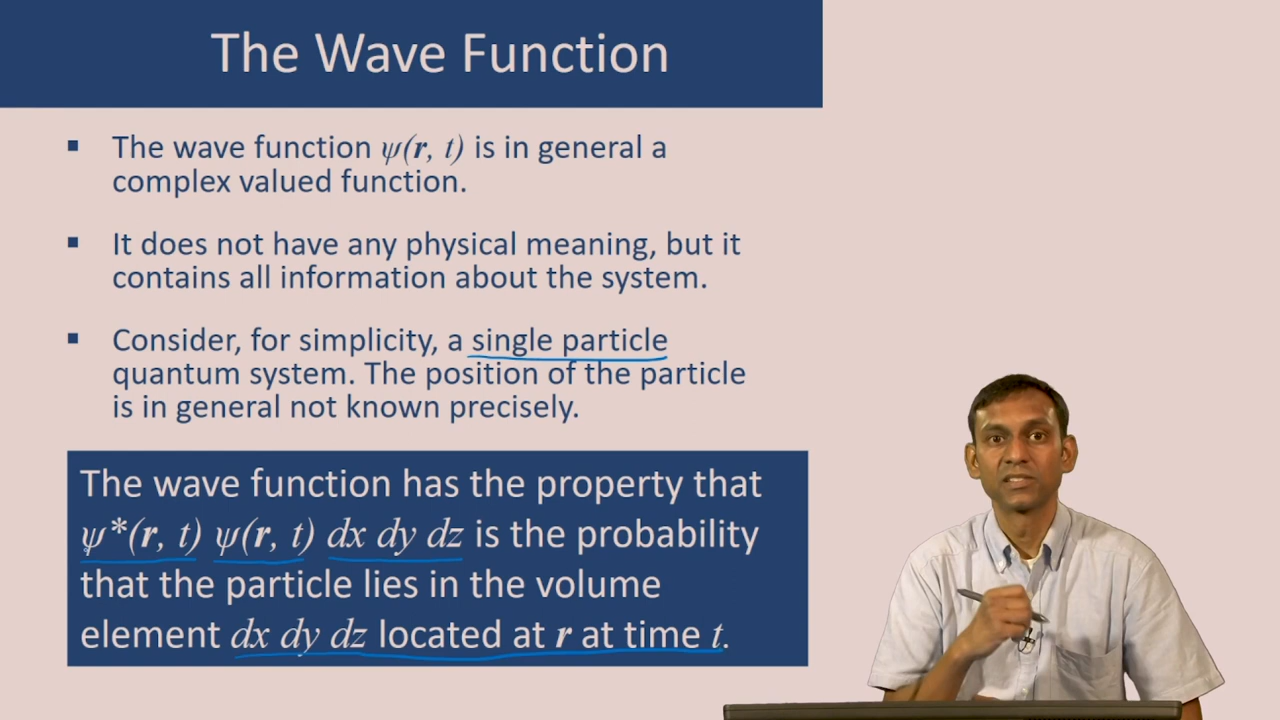 The Wave Function
▪ The wave function ψ(r, t) is in general a
complex valued function.
▪ It does not have any physical meaning, but it
contains all information about the system.
▪ Consider, for simplicity, a single particle
quantum system. The position of the particle
is in general not known precisely.
The wave function has the property that
ψ*(r, t) ψ(r, t) dx dy dz is the probability
that the particle lies in the volume
element dx dy dz located at r at time t.